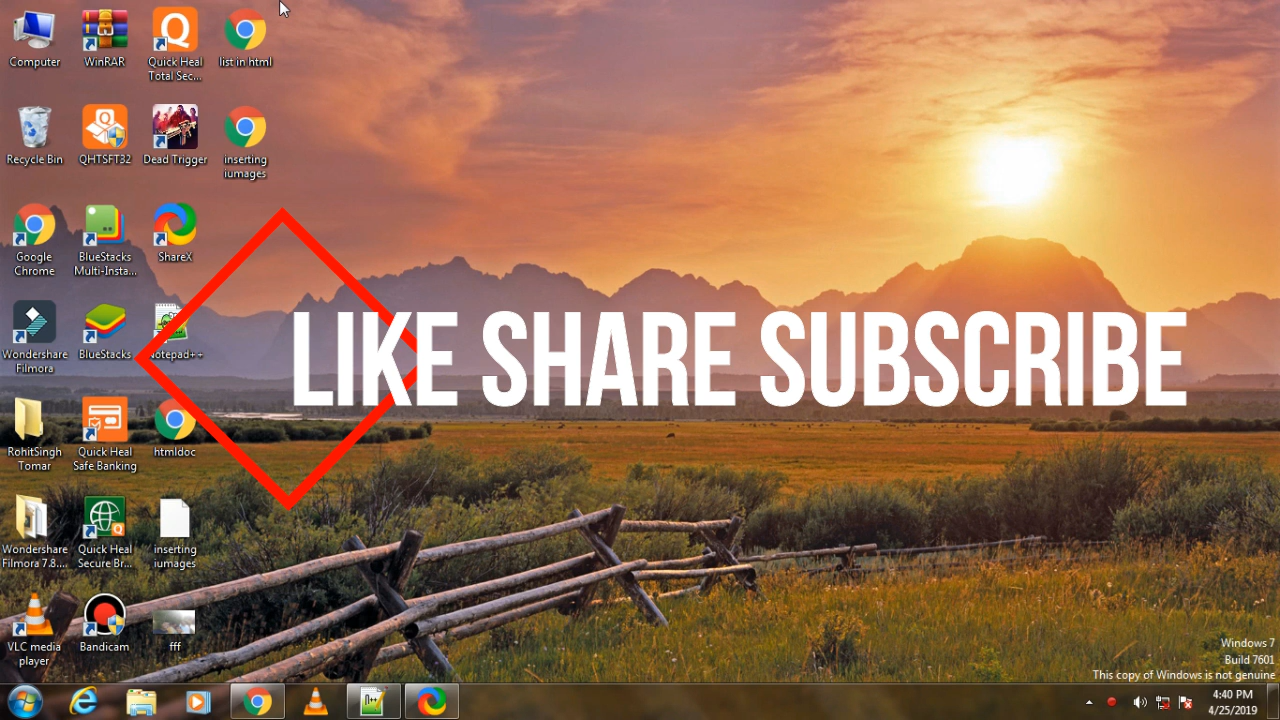 Computer
WinRAR
Quick Heal
Total Sec...
list in html
Recycle Bin
QHTSFT32
Dead Trigger
inserting
iumages
Google
Chrome
BlueStacks
Multi-Insta...
ShareX
Wondershare
Filmora
BlueStacks
Notepad++
LIKE SHARE SUBSCRIBE
RohitSingh
Tomar
Quick Heal
Safe Banking
htmldoc
Wondershare
Filmora 7.8....
Quick Heal
Secure Br...
inserting
iumages
VLC media
player
Bandicam
fff
Windows 7
Build 7601
This copy of Windows is not genuine
4:40 PM
4/25/2019